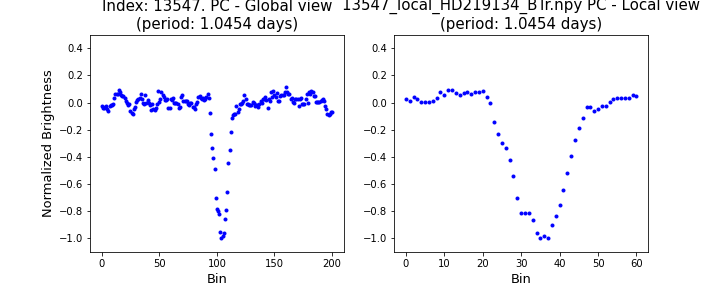 Index: 13547. PC - Global view
(period: 1.0454 days)
13547_local_HD219134_BTr.npy PC - Local view
(period: 1.0454 days)
Normalized Brightness
0.4
0.2
0.0
−0.2
−0.4
−0.6
−0.8
−1.0
0 50 100 150 200
Bin
0.4
0.2
0.0
−0.2
−0.4
−0.6
−0.8
−1.0
0 10 20 30 40 50 60
Bin